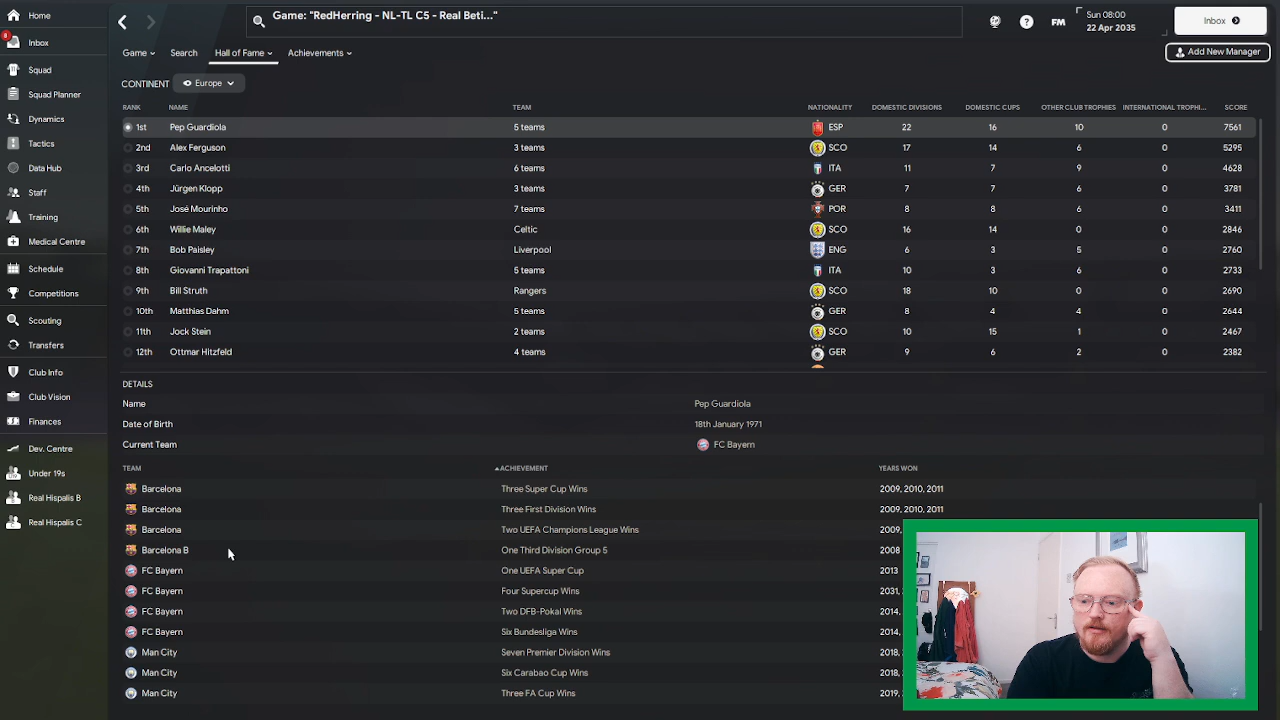 Home
Game: "RedHerring - NL-TL C5 - Real Beti..."
FM
Sun 08:00
22 Apr 2035
Inbox
8
Inbox
Game
Search
Hall of Fame
Achievements
Add New Manager
Squad
CONTINENT
Europe
Squad Planner
RANK NAME TEAM NATIONALITY DOMESTIC DIVISIONS DOMESTIC CUPS OTHER CLUB TROPHIES INTERNATIONAL TROPHI... SCORE
Dynamics
1st Pep Guardiola 5 teams ESP 22 16 10 0 7561
Tactics
2nd Alex Ferguson 3 teams SCO 17 14 6 0 5295
Data Hub
3rd Carlo Ancelotti 6 teams ITA 11 7 9 0 4628
Staff
4th Jürgen Klopp 3 teams GER 7 7 6 0 3781
Training
5th José Mourinho 7 teams POR 8 8 6 0 3411
Medical Centre
6th Willie Maley Celtic SCO 16 14 0 0 2846
7th Bob Paisley Liverpool ENG 6 3 5 0 2760
Schedule
8th Giovanni Trapattoni 5 teams ITA 10 3 6 0 2733
Competitions
9th Bill Struth Rangers SCO 18 10 0 0 2690
Scouting
10th Matthias Dahm 5 teams GER 8 4 4 0 2644
Transfers
11th Jock Stein 2 teams SCO 10 15 1 0 2467
12th Ottmar Hitzfeld 4 teams GER 9 6 2 0 2382
Club Info
DETAILS
Club Vision
Name Pep Guardiola
Finances
Date of Birth 18th January 1971
Dev. Centre
Current Team FC Bayern
Under 19s
TEAM ACHIEVEMENT YEARS WON
Real Hispalis B
Barcelona Three Super Cup Wins 2009, 2010, 2011
Real Hispalis C
Barcelona Three First Division Wins 2009, 2010, 2011
Barcelona Two UEFA Champions League Wins 2009,
Barcelona B One Third Division Group 5 2008
FC Bayern One UEFA Super Cup 2013
FC Bayern Four Supercup Wins 2031,
FC Bayern Two DFB-Pokal Wins 2014,
FC Bayern Six Bundesliga Wins 2014,
Man City Seven Premier Division Wins 2018,
Man City Six Carabao Cup Wins 2018,
Man City Three FA Cup Wins 2019,